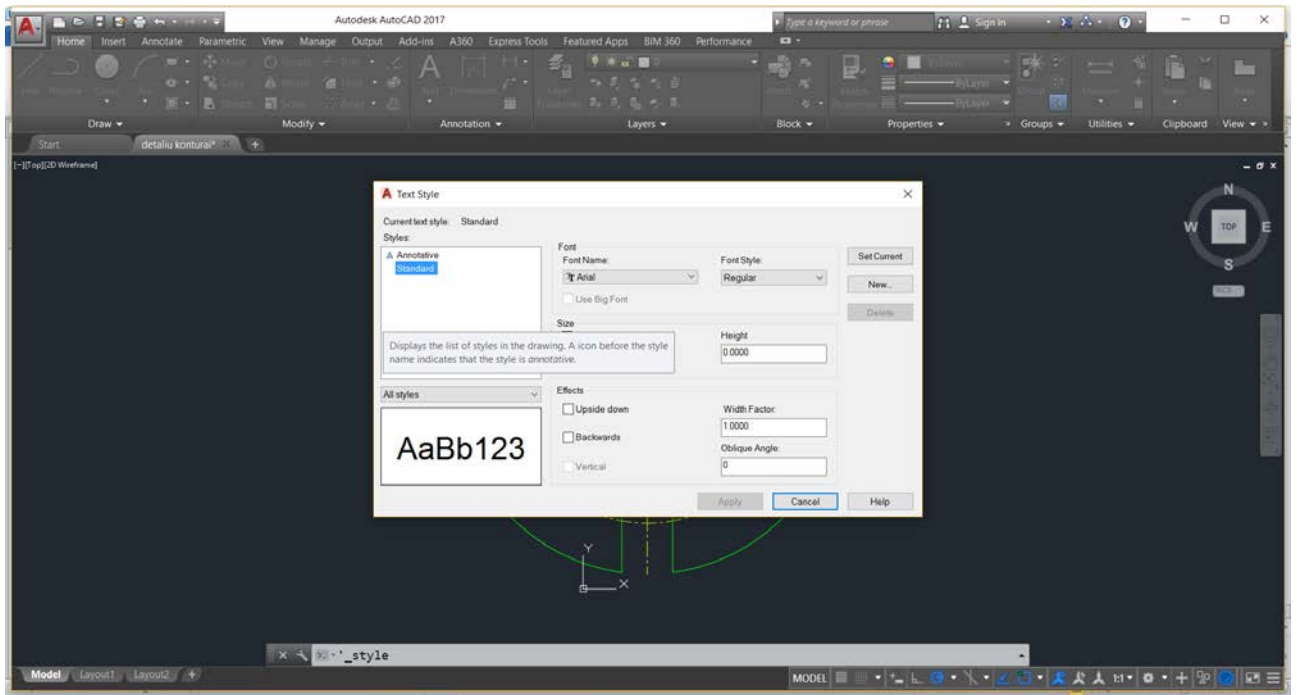 Autodesk AutoCAD 2017
Type a keyword or phrase
Sign In
Home Insert Annotate Parametric View Manage Output Add-ins A360 Express Tools Featured Apps BIM 360 Performance
Draw Modify Annotation Layers Block Properties Groups Utilities Clipboard View
Start detaliu konturai*
[-][Top][2D Wireframe]
N
W TOP E
S
WCS
Text Style
Current text style: Standard
Styles:
Annotative
Standard
Font
Font Name:
Arial
Font Style:
Regular
Use Big Font
Set Current
New...
Delete
Size
Height
0.0000
Displays the list of styles in the drawing. A icon before the style
name indicates that the style is annotative.
All styles
AaBb123
Effects
Upside down
Backwards
Vertical
Width Factor:
1.0000
Oblique Angle:
0
Apply Cancel Help
Y
X
'_style
Model Layout1 Layout2 +
MODEL 1:1